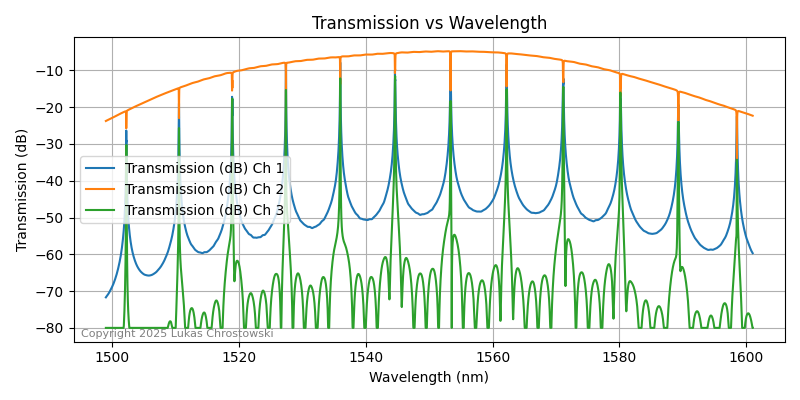 Transmission vs Wavelength
Transmission (dB)
−10
−20
−30
−40
−50
−60
−70
−80
Transmission (dB) Ch 1
Transmission (dB) Ch 2
Transmission (dB) Ch 3
Copyright 2025 Lukas Chrostowski
1500
1520
1540
1560
1580
1600
Wavelength (nm)